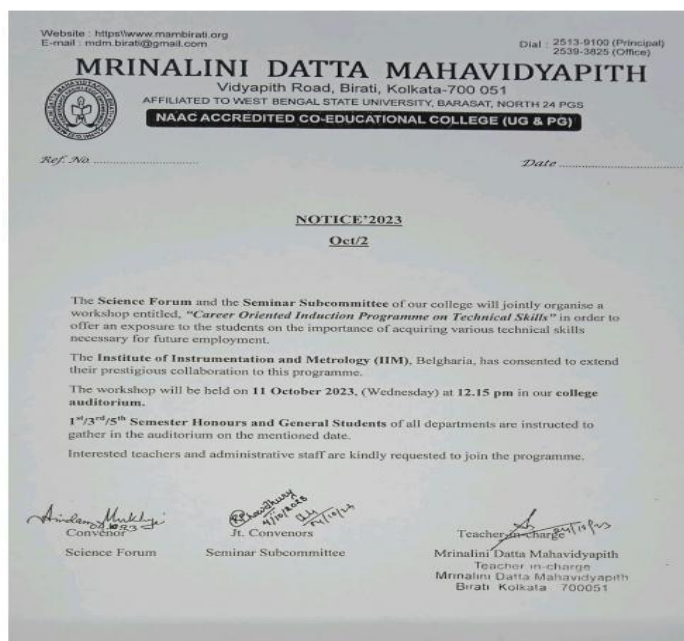 Website : https\\www.mambirati.org
E-mail : mdm.birati@gmail.com
Dial : 2513-9100 (Principal)
2539-3825 (Office)
MRINALINI DATTA MAHAVIDYAPITH
Vidyapith Road, Birati, Kolkata-700 051
AFFILIATED TO WEST BENGAL STATE UNIVERSITY, BARASAT, NORTH 24 PGS
NAAC ACCREDITED CO-EDUCATIONAL COLLEGE (UG & PG)
Ref. No. ..............................
Date ..............................
NOTICE'2023
Oct/2
The Science Forum and the Seminar Subcommittee of our college will jointly organise a
workshop entitled, "Career Oriented Induction Programme on Technical Skills" in order to
offer an exposure to the students on the importance of acquiring various technical skills
necessary for future employment.
The Institute of Instrumentation and Metrology (IIM), Belgharia, has consented to extend
their prestigious collaboration to this programme.
The workshop will be held on 11 October 2023, (Wednesday) at 12.15 pm in our college
auditorium.
1st/3rd/5th Semester Honours and General Students of all departments are instructed to
gather in the auditorium on the mentioned date.
Interested teachers and administrative staff are kindly requested to join the programme.
4/10/2023
Convenor
Jt. Convenors
Teacher-in-charge
Science Forum
Seminar Subcommittee
Mrinalini Datta Mahavidyapith
Teacher in-charge
Mrinalini Datta Mahavidyapith
Birati Kolkata 700051